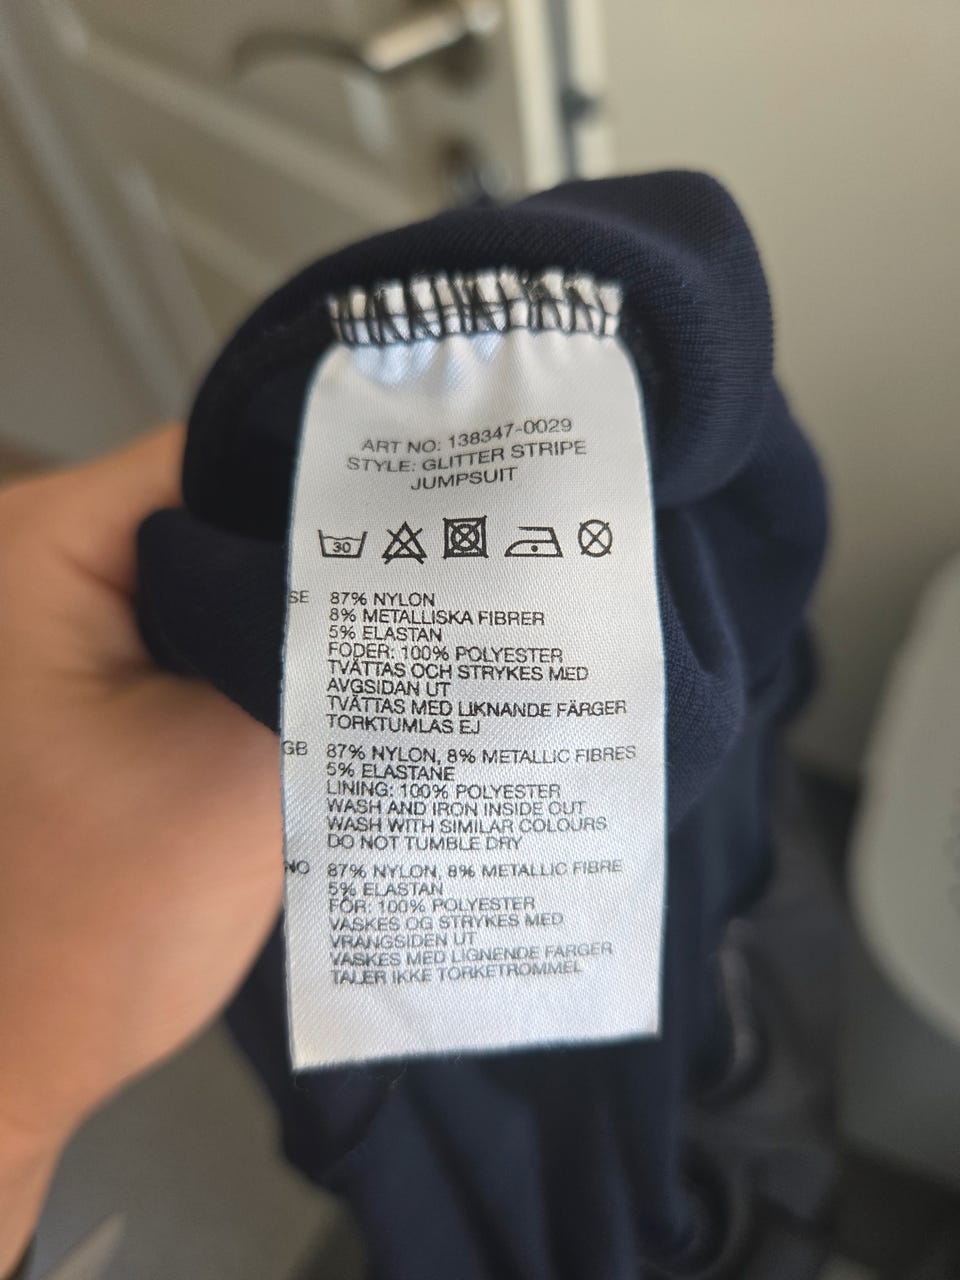 ART NO: 138347-0029
STYLE: GLITTER STRIPE
JUMPSUIT
30
SE 87% NYLON
8% METALLISKA FIBRER
5% ELASTAN
FODER: 100% POLYESTER
TVÄTTAS OCH STRYKES MED
AVGSIDAN UT
TVÄTTAS MED LIKNANDE FÄRGER
TORKTUMLAS EJ
GB 87% NYLON, 8% METALLIC FIBRES
5% ELASTANE
LINING: 100% POLYESTER
WASH AND IRON INSIDE OUT
WASH WITH SIMILAR COLOURS
DO NOT TUMBLE DRY
NO 87% NYLON, 8% METALLIC FIBRE
5% ELASTAN
FÔR: 100% POLYESTER
VASKES OG STRYKES MED
VRANGSIDEN UT
VASKES MED LIGNENDE FARGER
TALER IKKE TORKETROMMEL